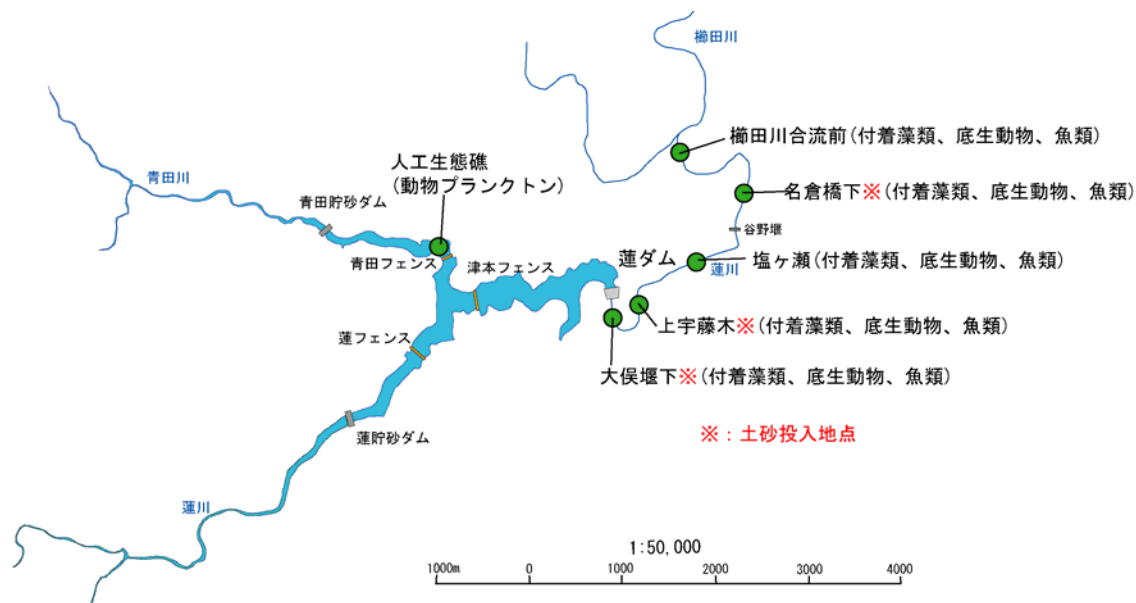 櫛田川
櫛田川合流前(付着藻類、底生動物、魚類)
人工生態礁
(動物プランクトン)
青田川
名倉橋下※(付着藻類、底生動物、魚類)
青田貯砂ダム
谷野堰
青田フェンス
津本フェンス
蓮ダム
塩ヶ瀬(付着藻類、底生動物、魚類)
蓮川
上宇藤木※(付着藻類、底生動物、魚類)
蓮フェンス
大俣堰下※(付着藻類、底生動物、魚類)
蓮貯砂ダム
※：土砂投入地点
蓮川
1:50,000
1000m 0 1000 2000 3000 4000